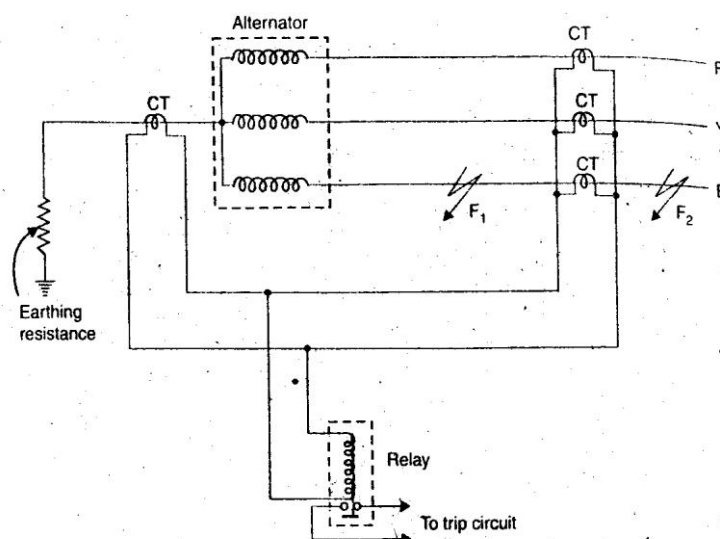 Alternator
CT
R
CT
CT
Y
CT
B
F1
F2
Earthing
resistance
Relay
To trip circuit